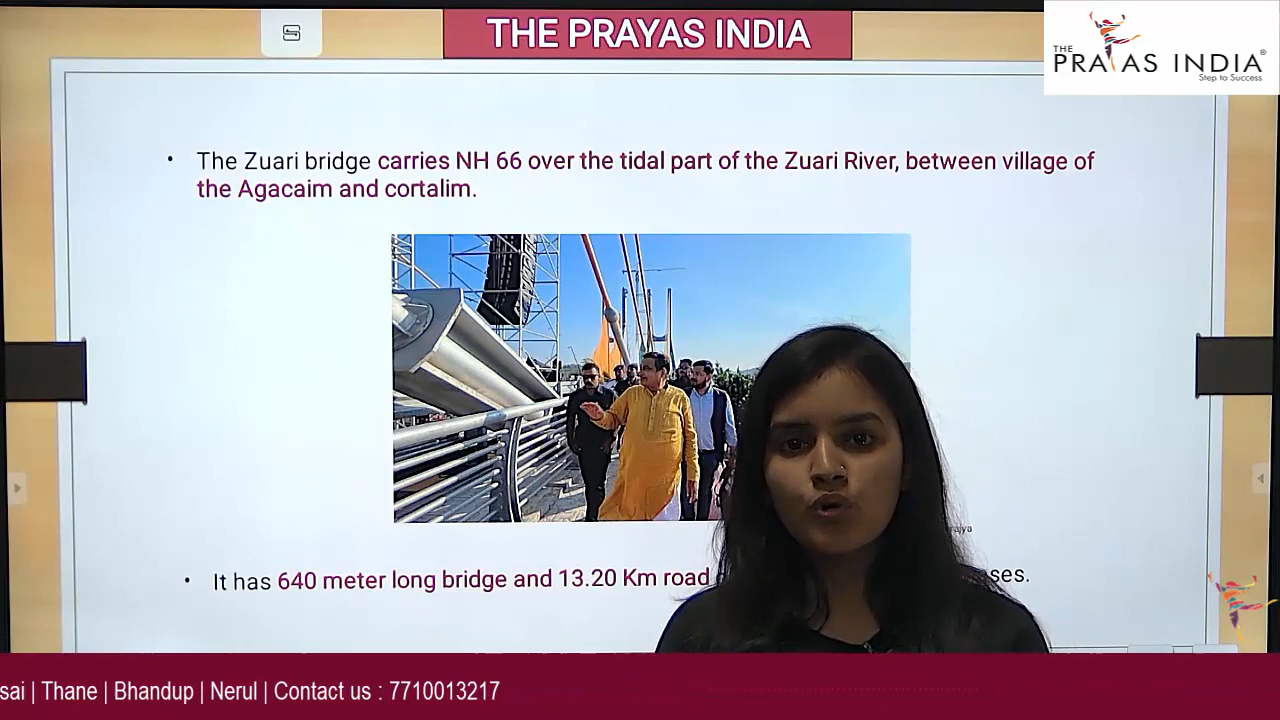 THE PRAYAS INDIA
THE
PRAYAS INDIA®
Step to Success
• The Zuari bridge carries NH 66 over the tidal part of the Zuari River, between village of
the Agacaim and cortalim.
• It has 640 meter long bridge and 13.20 Km road ses.
sai | Thane | Bhandup | Nerul | Contact us : 7710013217